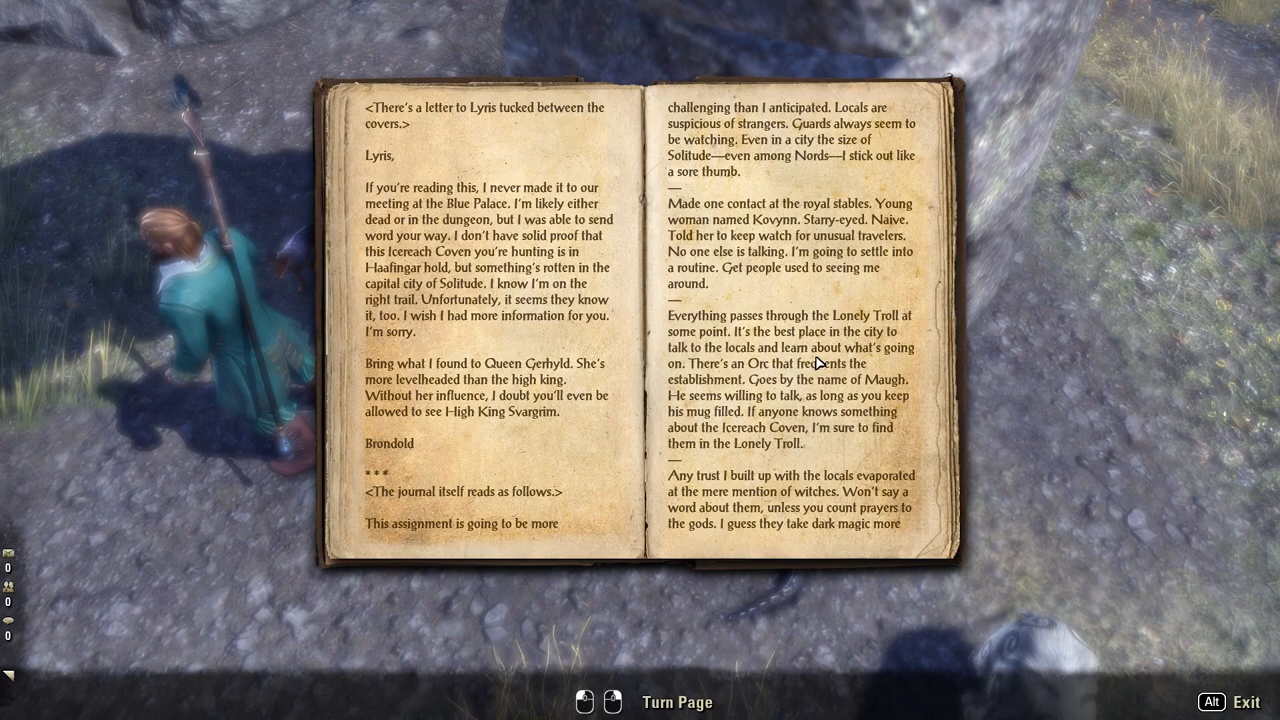 <There's a letter to Lyris tucked between the
covers.>
Lyris,
If you're reading this, I never made it to our
meeting at the Blue Palace. I'm likely either
dead or in the dungeon, but I was able to send
word your way. I don't have solid proof that
this Icereach Coven you're hunting is in
Haafingar hold, but something's rotten in the
capital city of Solitude. I know I'm on the
right trail. Unfortunately, it seems they know
it, too. I wish I had more information for you.
I'm sorry.
Bring what I found to Queen Gerhyld. She's
more levelheaded than the high king.
Without her influence, I doubt you'll even be
allowed to see High King Svargrim.
Brondold
* * *
<The journal itself reads as follows.>
This assignment is going to be more
challenging than I anticipated. Locals are
suspicious of strangers. Guards always seem to
be watching. Even in a city the size of
Solitude—even among Nords—I stick out like
a sore thumb.
—
Made one contact at the royal stables. Young
woman named Kovynn. Starry-eyed. Naive.
Told her to keep watch for unusual travelers.
No one else is talking. I'm going to settle into
a routine. Get people used to seeing me
around.
—
Everything passes through the Lonely Troll at
some point. It's the best place in the city to
talk to the locals and learn about what's going
on. There's an Orc that frequents the
establishment. Goes by the name of Maugh.
He seems willing to talk, as long as you keep
his mug filled. If anyone knows something
about the Icereach Coven, I'm sure to find
them in the Lonely Troll.
—
Any trust I built up with the locals evaporated
at the mere mention of witches. Won't say a
word about them, unless you count prayers to
the gods. I guess they take dark magic more
0
0
0
Turn Page
Alt Exit